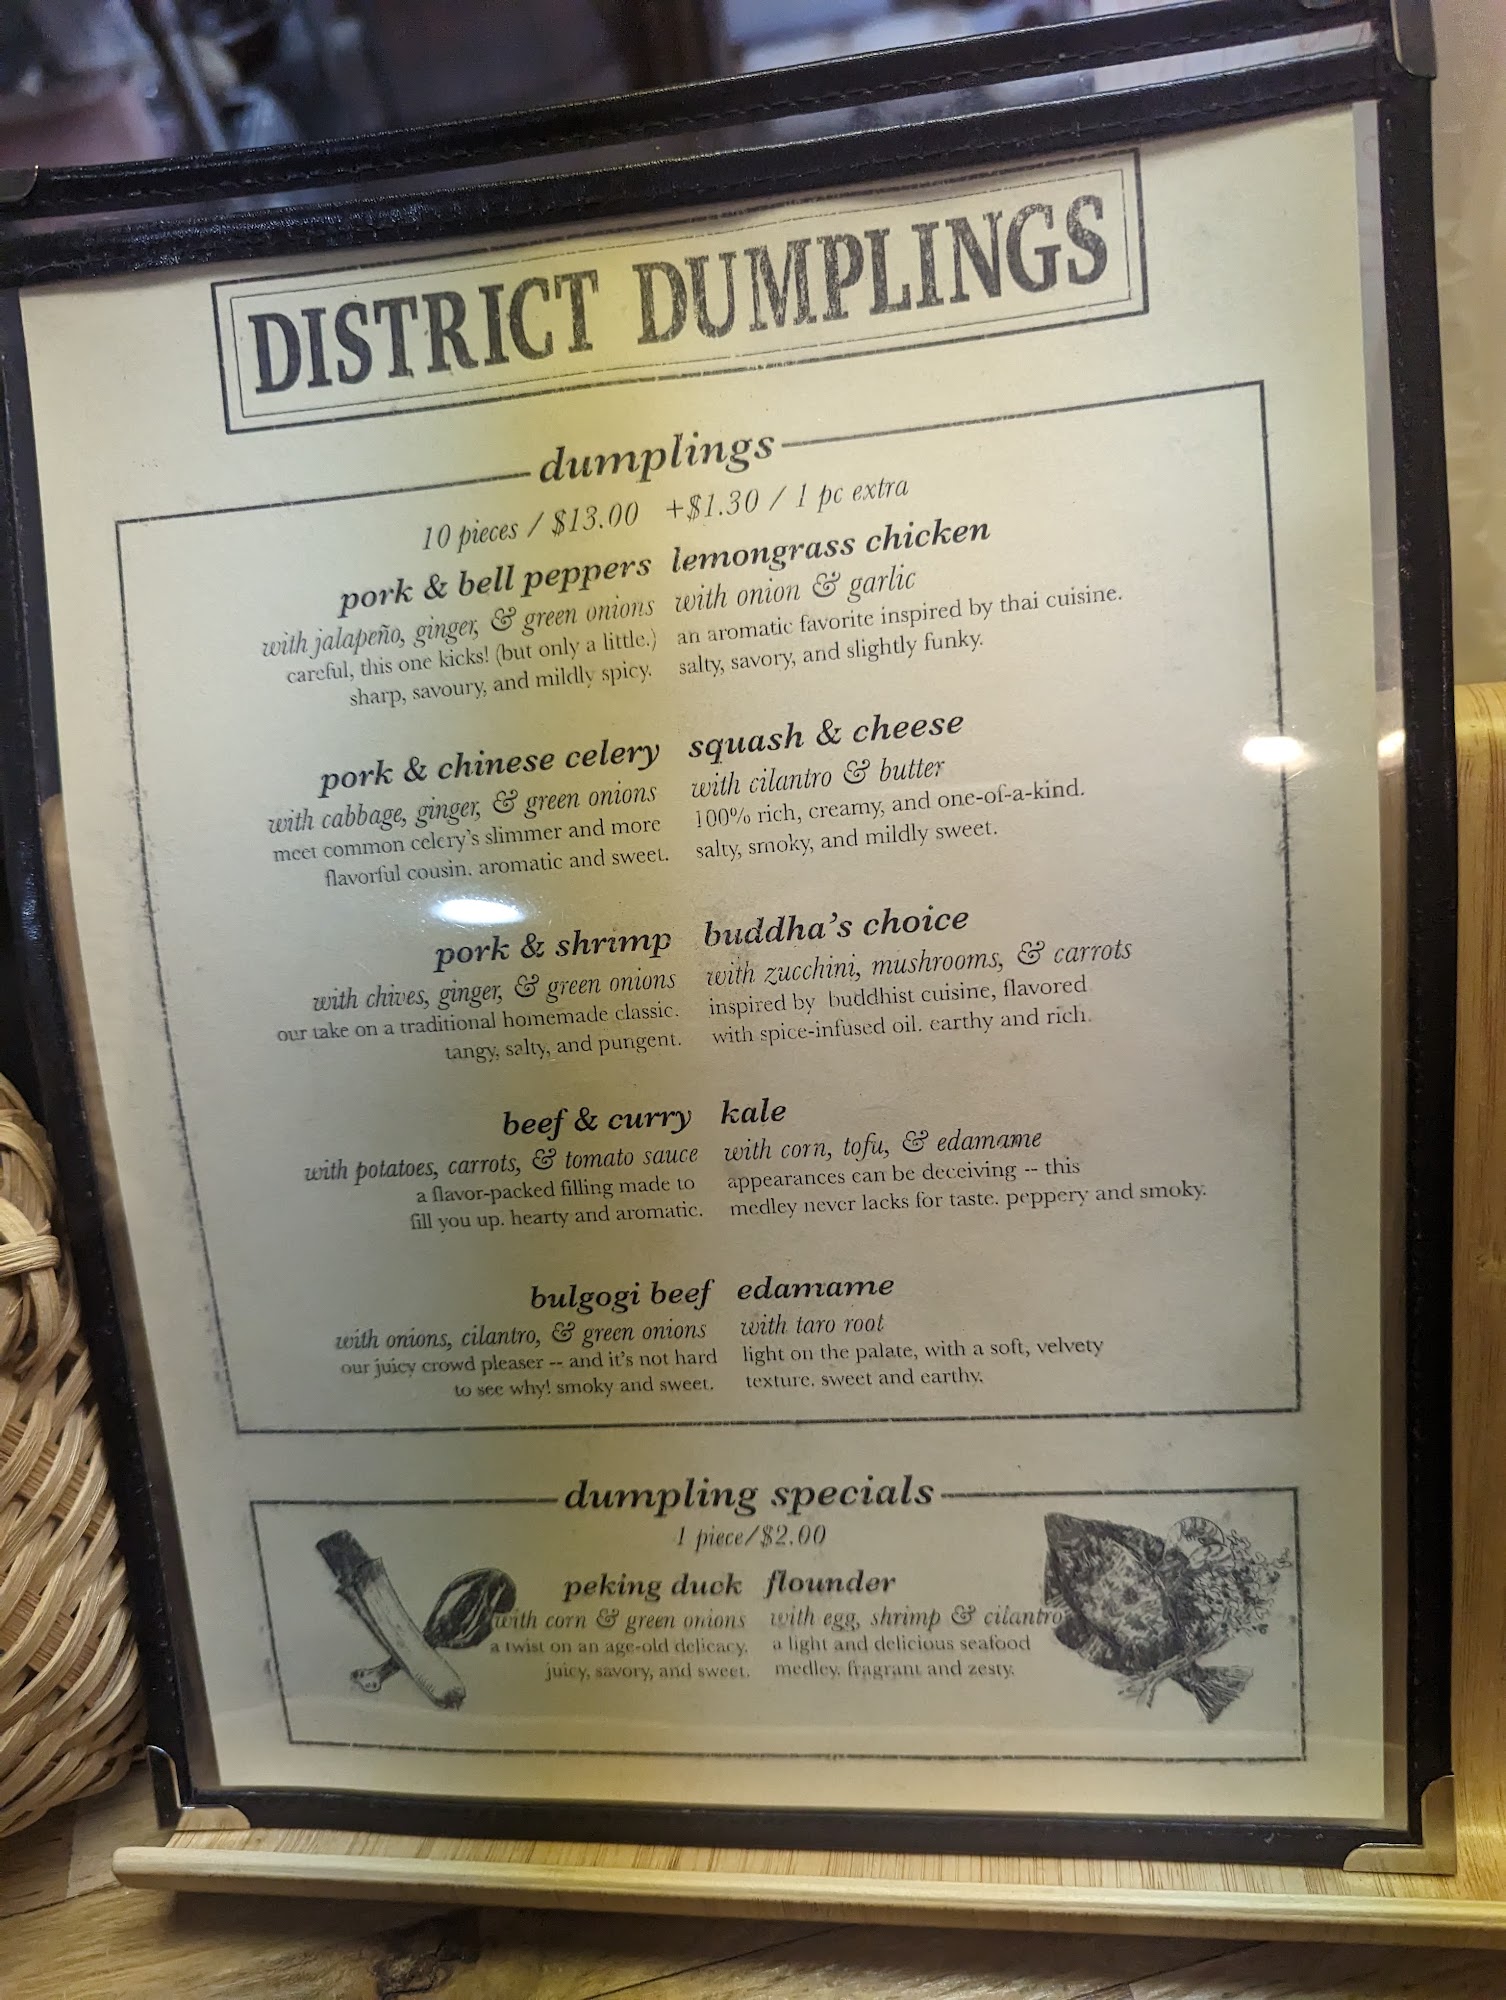 DISTRICT DUMPLINGS
dumplings
10 pieces / $13.00 +$1.30 / 1 pc extra
pork & bell peppers
with jalapeño, ginger, & green onions
careful, this one kicks! (but only a little.)
sharp, savoury, and mildly spicy.
lemongrass chicken
with onion & garlic
an aromatic favorite inspired by thai cuisine.
salty, savory, and slightly funky.
pork & chinese celery
with cabbage, ginger, & green onions
meet common celery's slimmer and more
flavorful cousin. aromatic and sweet.
squash & cheese
with cilantro & butter
100% rich, creamy, and one-of-a-kind.
salty, smoky, and mildly sweet.
pork & shrimp
with chives, ginger, & green onions
our take on a traditional homemade classic.
tangy, salty, and pungent.
buddha's choice
with zucchini, mushrooms, & carrots
inspired by buddhist cuisine, flavored
with spice-infused oil. earthy and rich.
beef & curry
with potatoes, carrots, & tomato sauce
a flavor-packed filling made to
fill you up. hearty and aromatic.
kale
with corn, tofu, & edamame
appearances can be deceiving -- this
medley never lacks for taste. peppery and smoky.
bulgogi beef
with onions, cilantro, & green onions
our juicy crowd pleaser -- and it's not hard
to see why! smoky and sweet.
edamame
with taro root
light on the palate, with a soft, velvety
texture. sweet and earthy.
dumpling specials
1 piece/$2.00
peking duck
with corn & green onions
a twist on an age-old delicacy.
juicy, savory, and sweet.
flounder
with egg, shrimp & cilantro
a light and delicious seafood
medley. fragrant and zesty.